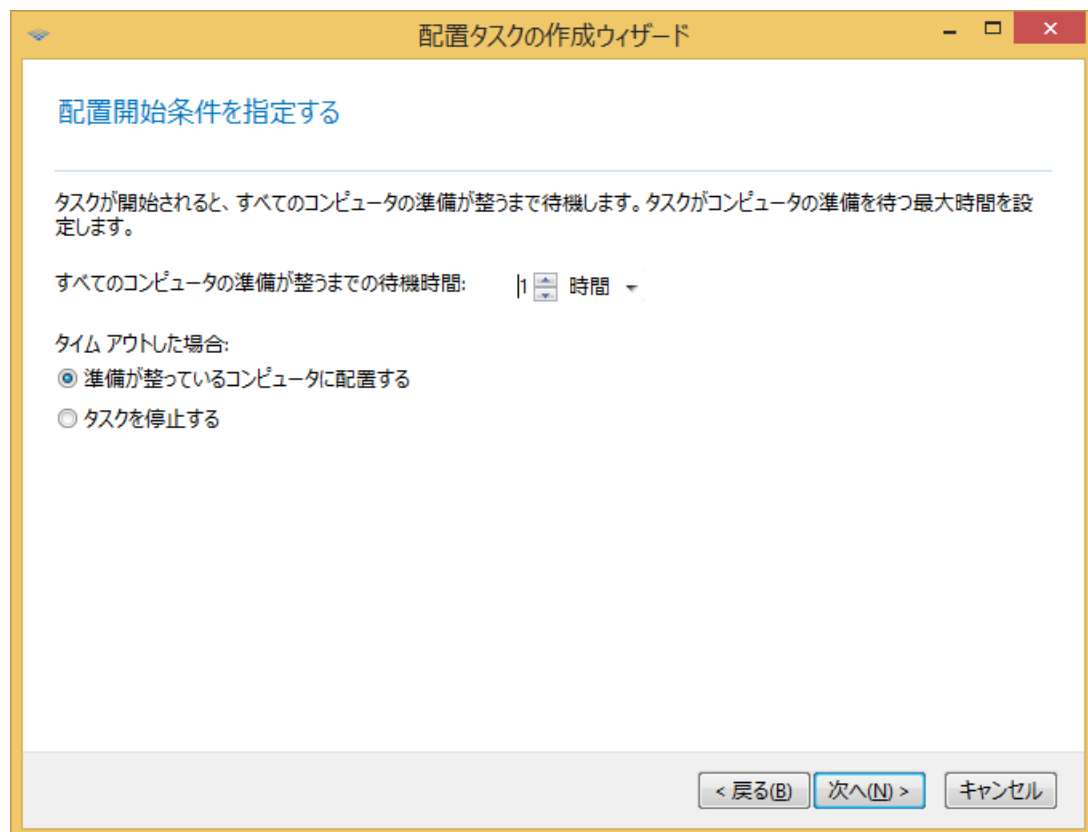 配置タスクの作成ウィザード
配置開始条件を指定する
タスクが開始されると、すべてのコンピュータの準備が整うまで待機します。タスクがコンピュータの準備を待つ最大時間を設
定します。
すべてのコンピュータの準備が整うまでの待機時間: 1 時間
タイム アウトした場合:
準備が整っているコンピュータに配置する
タスクを停止する
< 戻る(B) 次へ(N) > キャンセル